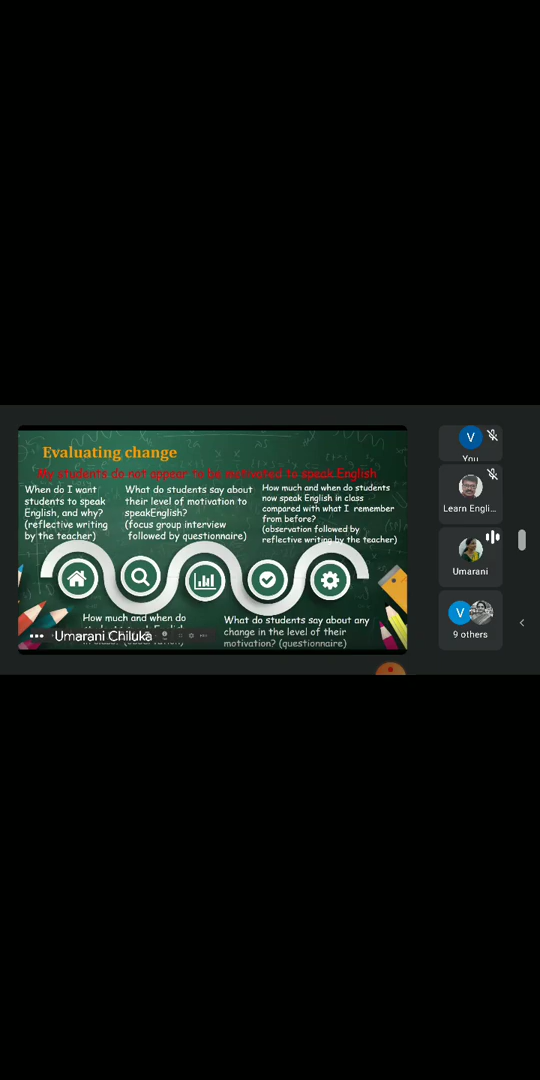 Evaluating change
My students do not appear to be motivated to speak English
When do I want
students to speak
English, and why?
(reflective writing
by the teacher)
What do students say about
their level of motivation to
speakEnglish?
(focus group interview
followed by questionnaire)
How much and when do students
now speak English in class
compared with what I remember
from before?
(observation followed by
reflective writing by the teacher)
How much and when do
What do students say about any
change in the level of their
motivation? (questionnaire)
Umarani Chiluka
V
You
Learn Engli...
Umarani
V
9 others